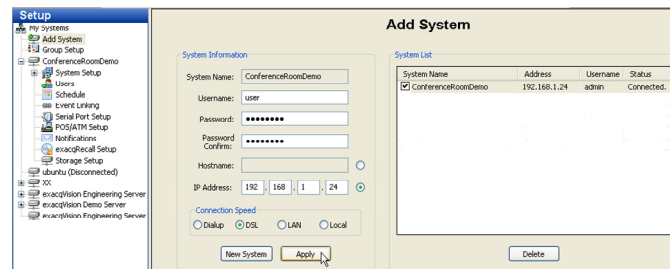 Setup
My Systems
Add System
Group Setup
ConferenceRoomDemo
System Setup
Users
Schedule
Event Linking
Serial Port Setup
POS/ATM Setup
Notifications
exacqRecall Setup
Storage Setup
ubuntu (Disconnected)
XX
exacqVision Engineering Server
exacqVision Demo Server
exacqVision Engineering Server
Add System
System Information
System Name: ConferenceRoomDemo
Username: user
Password: ••••••••
Password Confirm: ••••••••
Hostname:
IP Address: 192 . 168 . 1 . 24
Connection Speed
Dialup DSL LAN Local
New System Apply
System List
System Name Address Username Status
ConferenceRoomDemo 192.168.1.24 admin Connected.
Delete